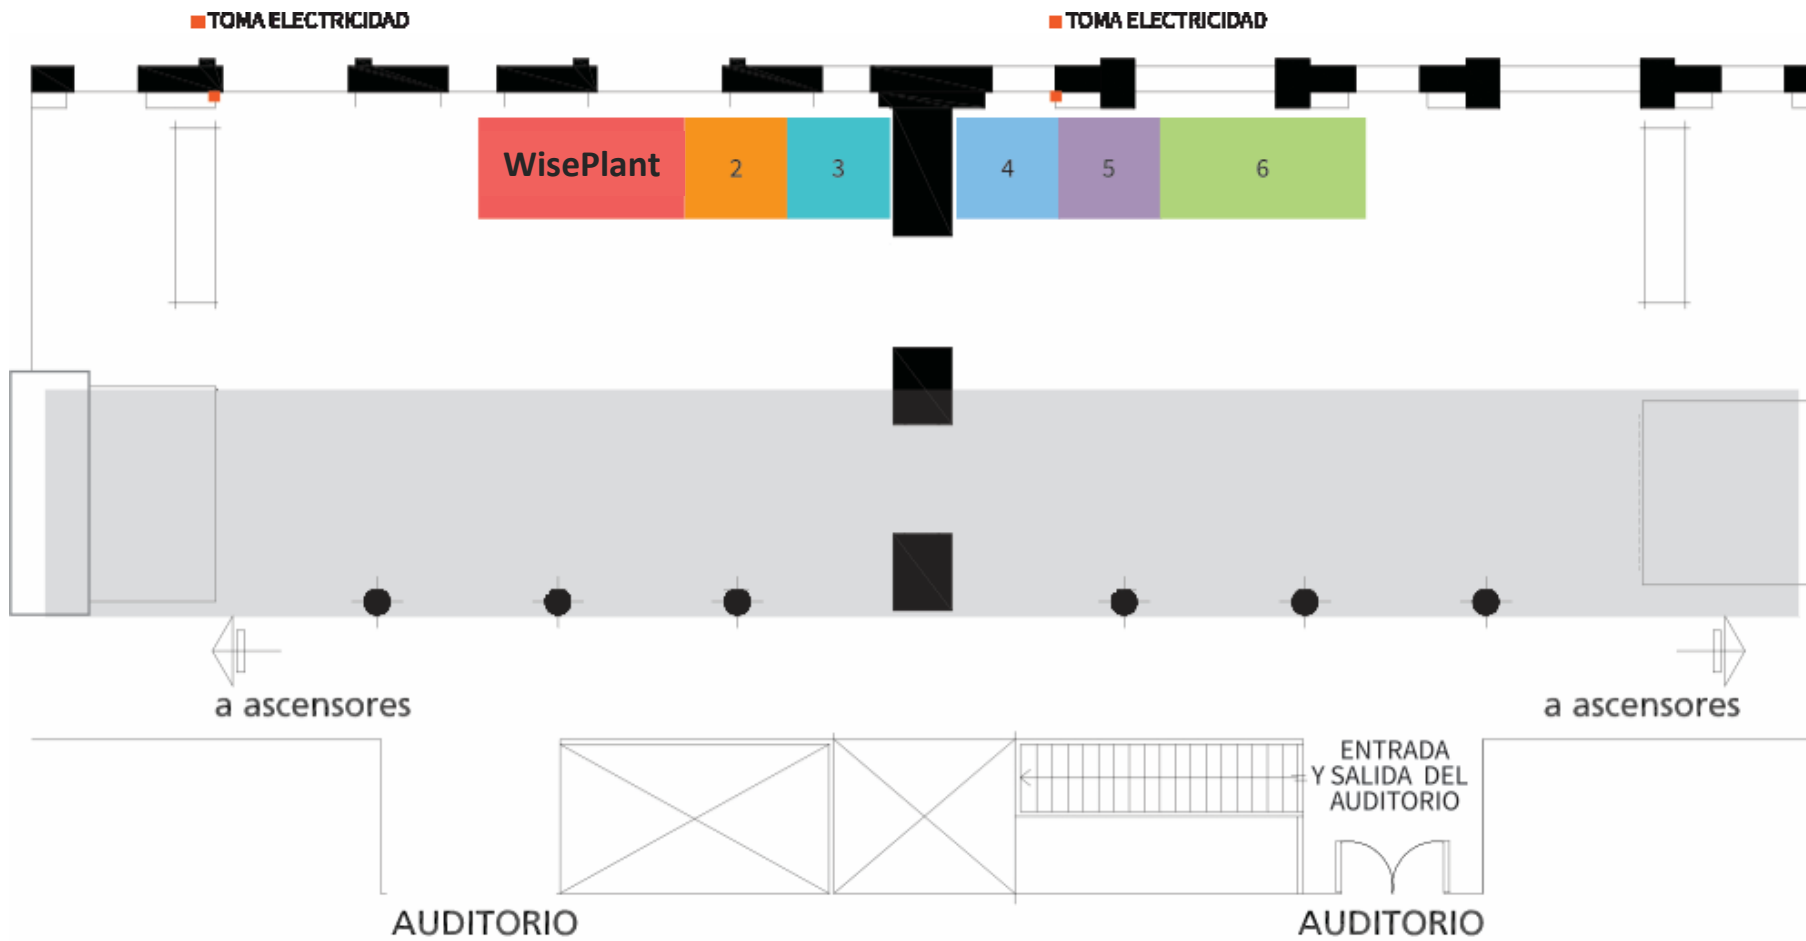 TOMA ELECTRICIDAD
TOMA ELECTRICIDAD
WisePlant
2
3
4
5
6
a ascensores
a ascensores
ENTRADA
Y SALIDA DEL
AUDITORIO
AUDITORIO
AUDITORIO